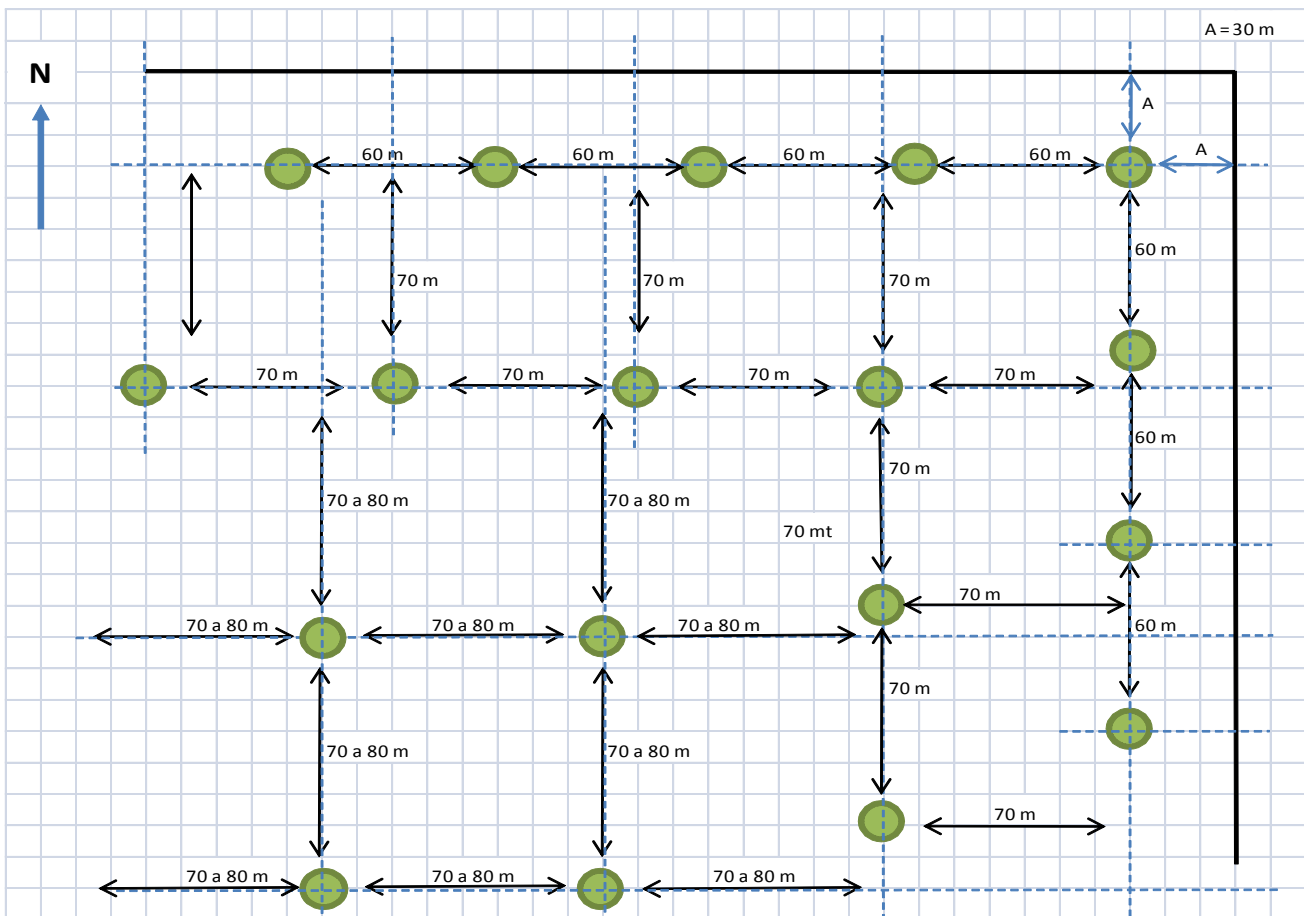 A = 30 m
N
A
60 m 60 m 60 m 60 m A
60 m
70 m 70 m 70 m
70 m 70 m 70 m 70 m
60 m
70 m
70 a 80 m 70 a 80 m
70 mt
70 m
70 a 80 m 70 a 80 m 70 a 80 m 60 m
70 m
70 a 80 m 70 a 80 m
70 m
70 a 80 m 70 a 80 m 70 a 80 m